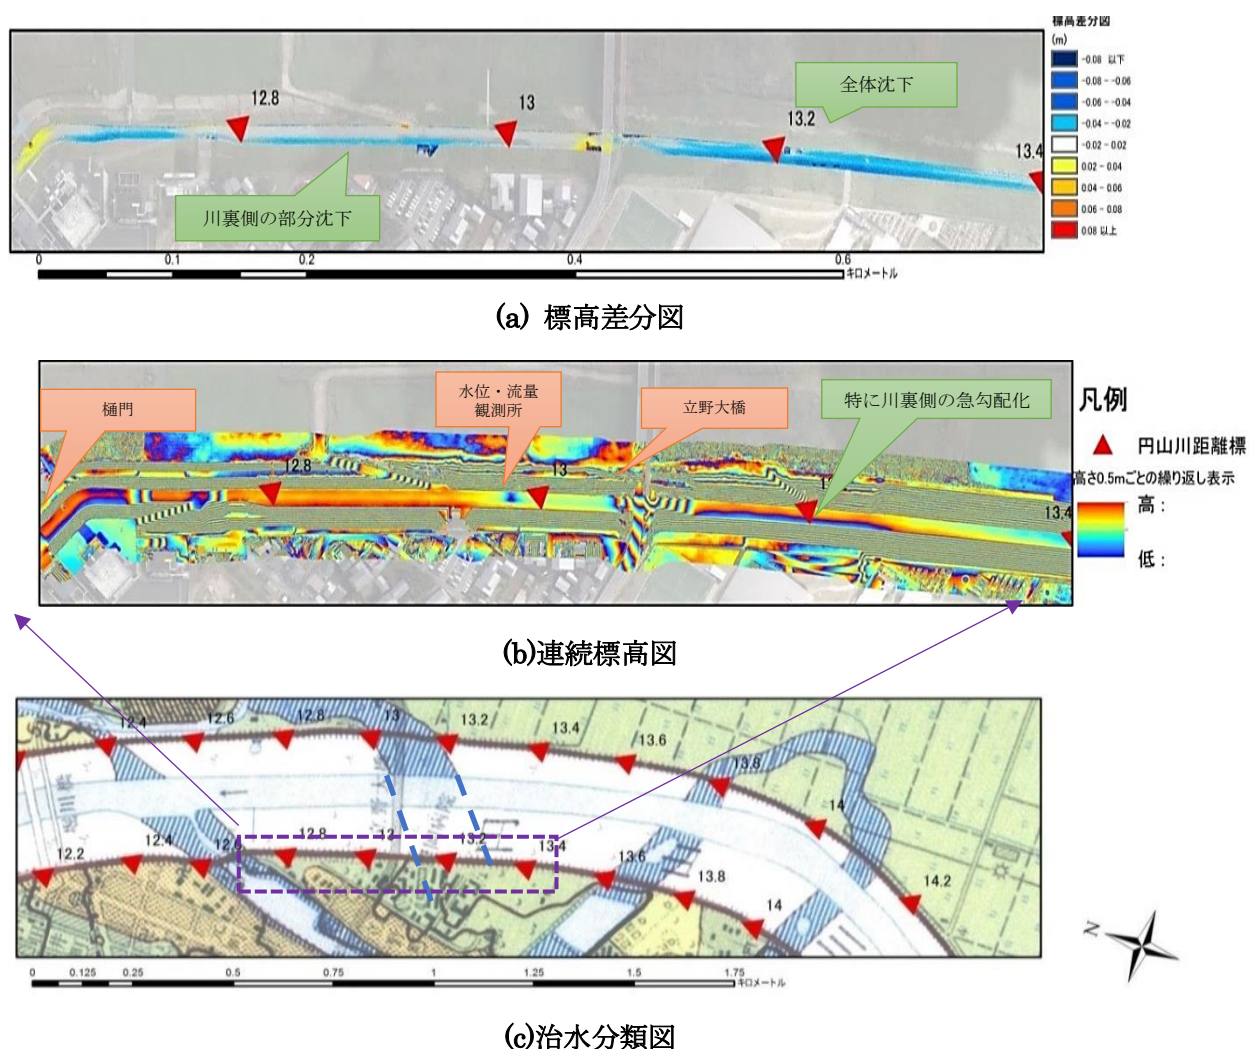 標高差分図
(m)
-0.08 以下
-0.08 - -0.06
-0.06 - -0.04
-0.04 - -0.02
-0.02 - 0.02
0.02 - 0.04
0.04 - 0.06
0.06 - 0.08
0.08 以上
全体沈下
12.8
13
13.2
13.4
川裏側の部分沈下
0
0.1
0.2
0.4
0.6
キロメートル
(a) 標高差分図
樋門
水位・流量
観測所
立野大橋
特に川裏側の急勾配化
12.8
13
13.4
凡例
円山川距離標
高さ0.5mごとの繰り返し表示
高 :
低 :
(b)連続標高図
12.4
12.6
12.8
13
13.2
13.4
13.6
13.8
14
14.2
12.2
12.4
12.8
13
13.2
13.4
13.6
13.8
14
N
0
0.125
0.25
0.5
0.75
1
1.25
1.5
1.75
キロメートル
(c)治水分類図